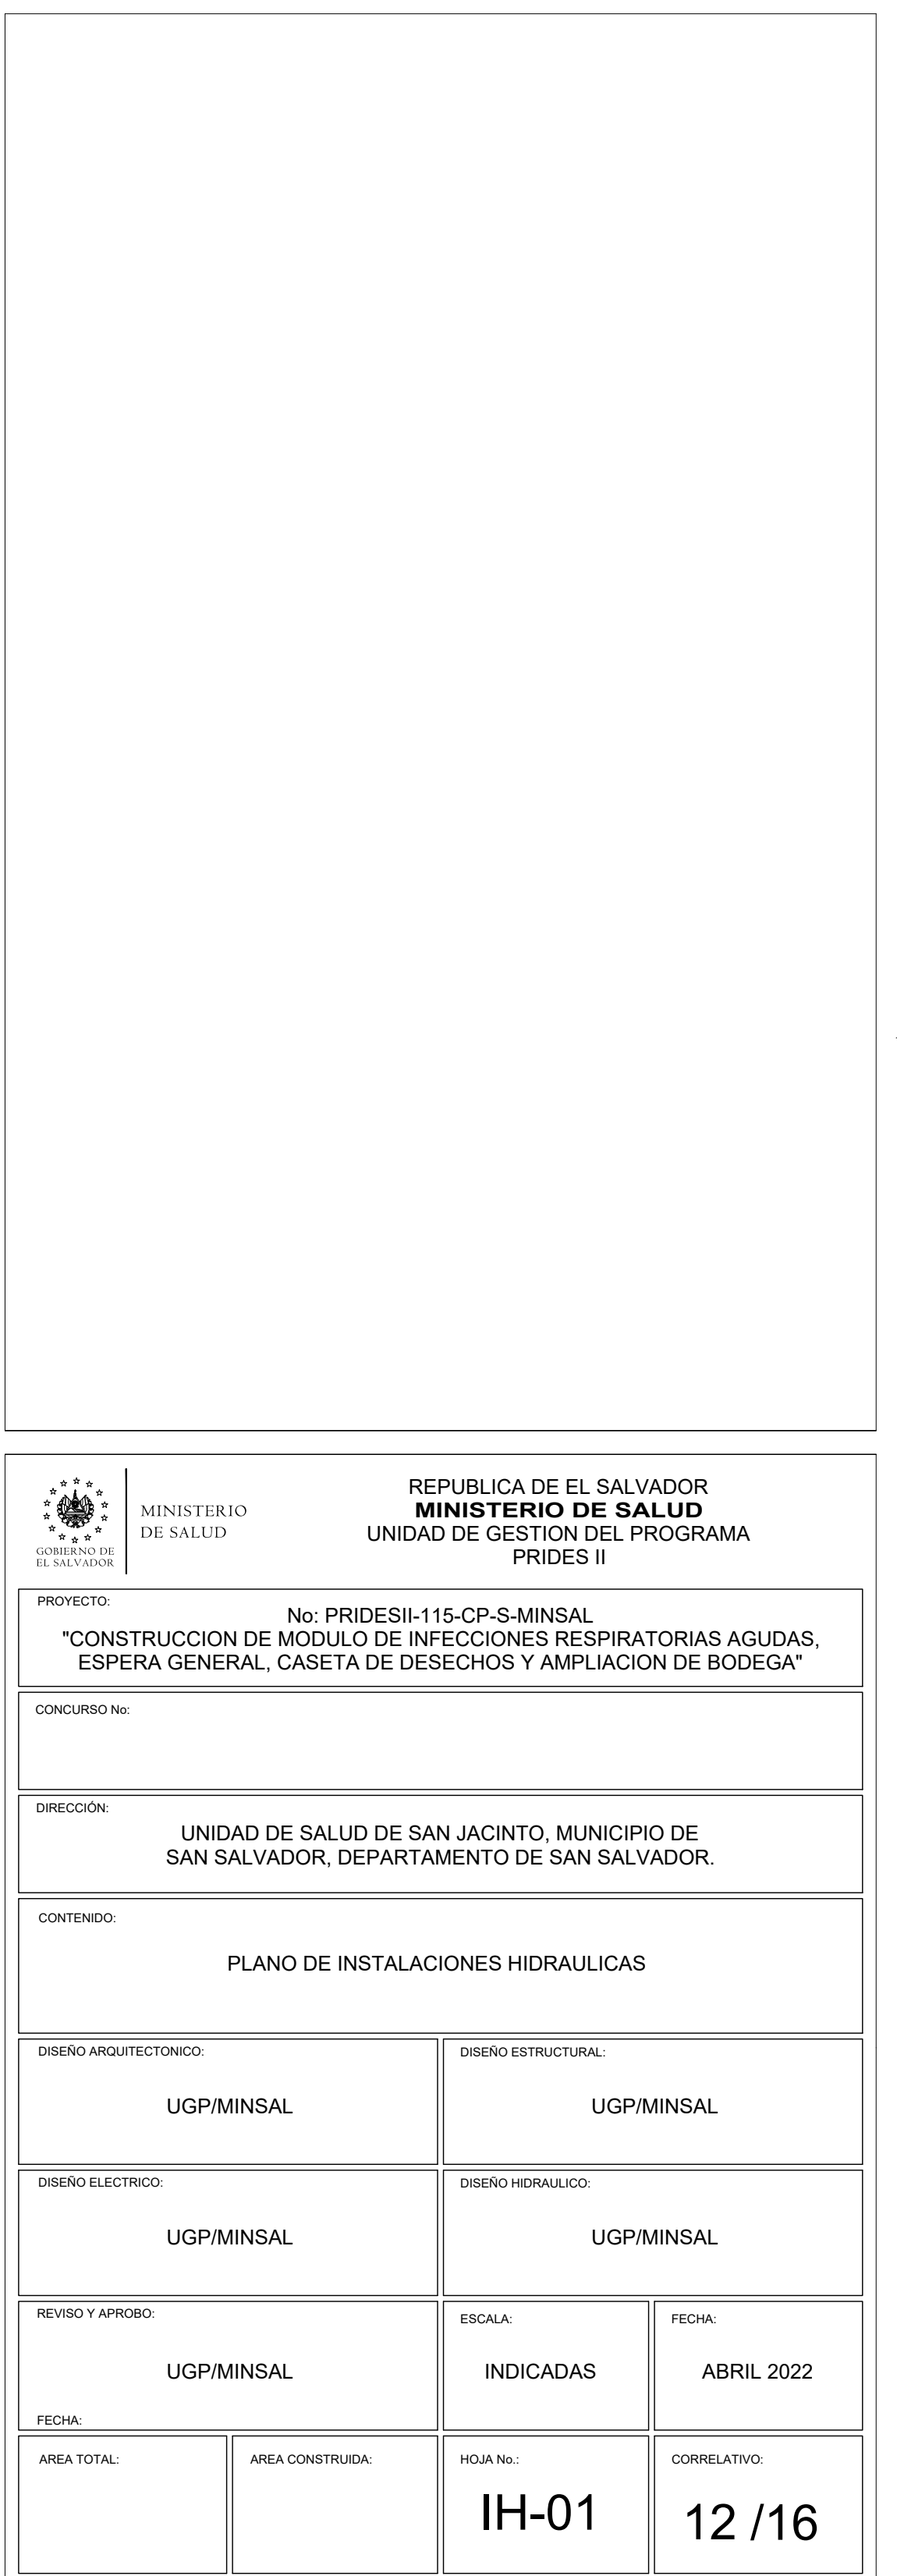 GOBIERNO DE
EL SALVADOR
MINISTERIO
DE SALUD
REPUBLICA DE EL SALVADOR
MINISTERIO DE SALUD
UNIDAD DE GESTION DEL PROGRAMA
PRIDES II
PROYECTO:
No: PRIDESII-115-CP-S-MINSAL
"CONSTRUCCION DE MODULO DE INFECCIONES RESPIRATORIAS AGUDAS,
ESPERA GENERAL, CASETA DE DESECHOS Y AMPLIACION DE BODEGA"
CONCURSO No:
DIRECCIÓN:
UNIDAD DE SALUD DE SAN JACINTO, MUNICIPIO DE
SAN SALVADOR, DEPARTAMENTO DE SAN SALVADOR.
CONTENIDO:
PLANO DE INSTALACIONES HIDRAULICAS
DISEÑO ARQUITECTONICO:
UGP/MINSAL
DISEÑO ESTRUCTURAL:
UGP/MINSAL
DISEÑO ELECTRICO:
UGP/MINSAL
DISEÑO HIDRAULICO:
UGP/MINSAL
REVISO Y APROBO:
UGP/MINSAL
FECHA:
ESCALA:
INDICADAS
FECHA:
ABRIL 2022
AREA TOTAL:
AREA CONSTRUIDA:
HOJA No.:
IH-01
CORRELATIVO:
12 /16